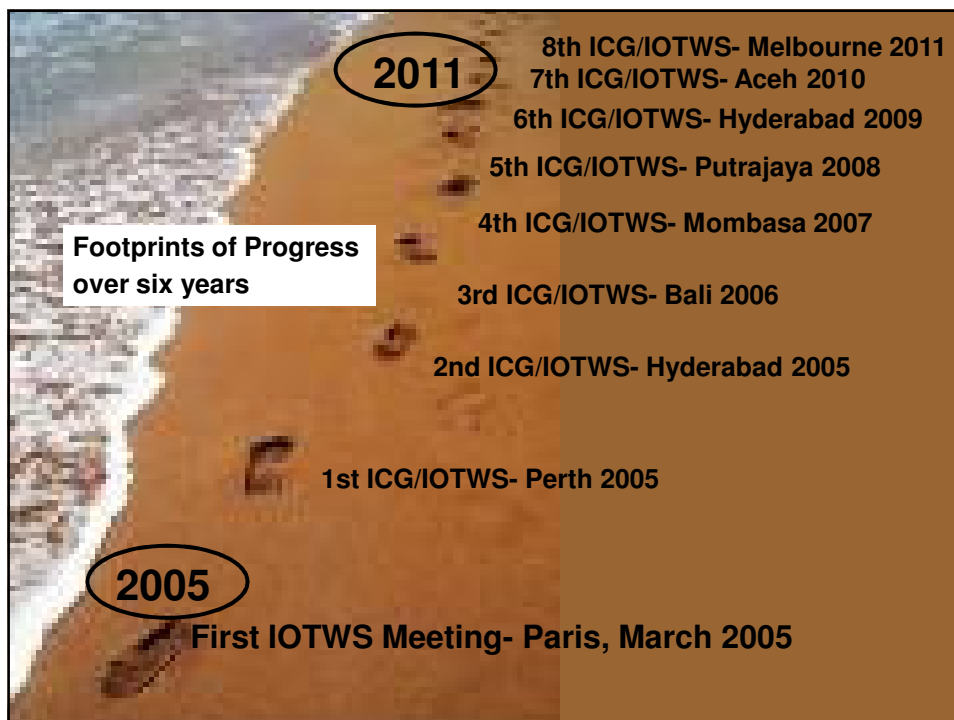 8th ICG/IOTWS- Melbourne 2011
2011
7th ICG/IOTWS- Aceh 2010
6th ICG/IOTWS- Hyderabad 2009
5th ICG/IOTWS- Putrajaya 2008
4th ICG/IOTWS- Mombasa 2007
Footprints of Progress
over six years
3rd ICG/IOTWS- Bali 2006
2nd ICG/IOTWS- Hyderabad 2005
1st ICG/IOTWS- Perth 2005
2005
First IOTWS Meeting- Paris, March 2005